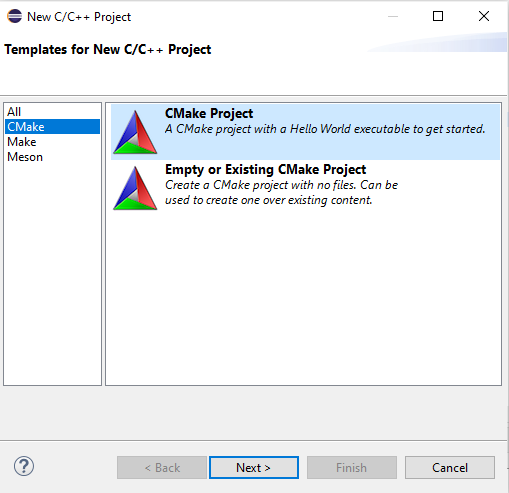 New C/C++ Project
Templates for New C/C++ Project
All
CMake
Make
Meson
CMake Project
A CMake project with a Hello World executable to get started.
Empty or Existing CMake Project
Create a CMake project with no files. Can be
used to create one over existing content.
?
< Back
Next >
Finish
Cancel